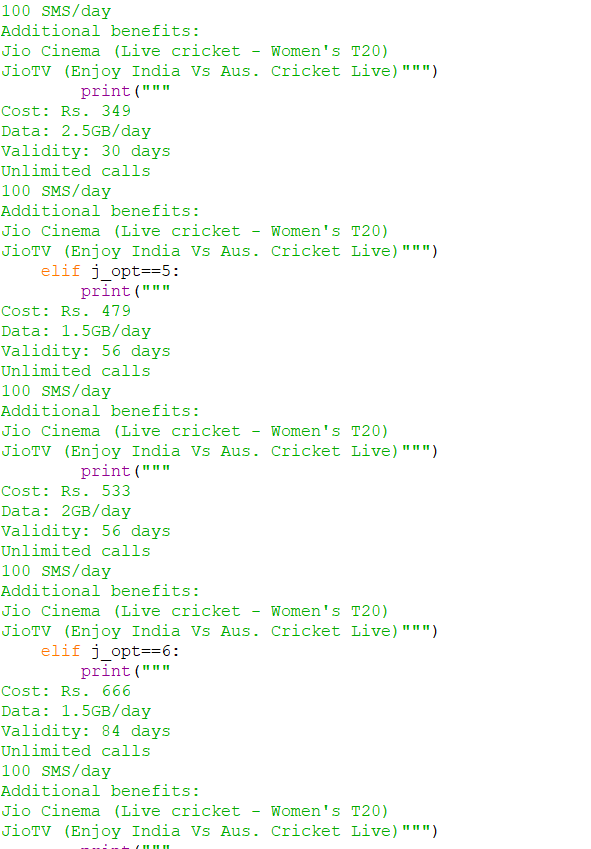 100 SMS/day
Additional benefits:
Jio Cinema (Live cricket - Women's T20)
JioTV (Enjoy India Vs Aus. Cricket Live)""")
        print("""
Cost: Rs. 349
Data: 2.5GB/day
Validity: 30 days
Unlimited calls
100 SMS/day
Additional benefits:
Jio Cinema (Live cricket - Women's T20)
JioTV (Enjoy India Vs Aus. Cricket Live)""")
    elif j_opt==5:
        print("""
Cost: Rs. 479
Data: 1.5GB/day
Validity: 56 days
Unlimited calls
100 SMS/day
Additional benefits:
Jio Cinema (Live cricket - Women's T20)
JioTV (Enjoy India Vs Aus. Cricket Live)""")
        print("""
Cost: Rs. 533
Data: 2GB/day
Validity: 56 days
Unlimited calls
100 SMS/day
Additional benefits:
Jio Cinema (Live cricket - Women's T20)
JioTV (Enjoy India Vs Aus. Cricket Live)""")
    elif j_opt==6:
        print("""
Cost: Rs. 666
Data: 1.5GB/day
Validity: 84 days
Unlimited calls
100 SMS/day
Additional benefits:
Jio Cinema (Live cricket - Women's T20)
JioTV (Enjoy India Vs Aus. Cricket Live)""")